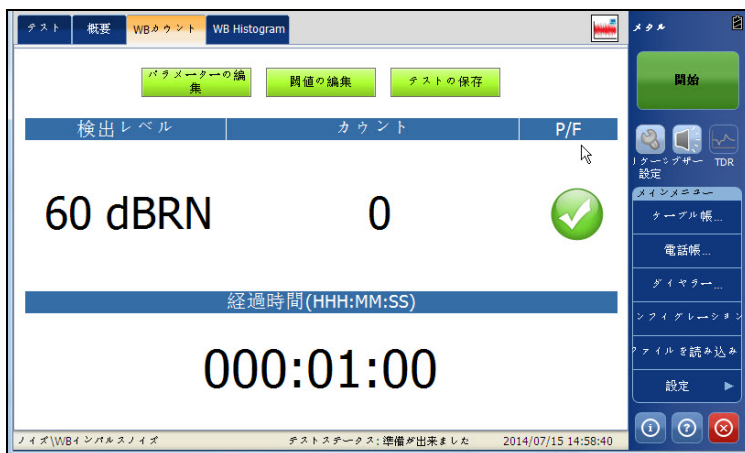 テスト
概要
WBカウント
WB Histogram
パラメーターの編
集
閾値の編集
テストの保存
検出レベル
カウント
P/F
60 dBRN
0
経過時間(HHH:MM:SS)
000:01:00
ノイズ\WBインパルスノイズ
テストステータス:準備が出来ました
2014/07/15 14:58:40
メタル
開始
設定
TDR
メインメニュー
ケーブル帳...
電話帳...
ダイヤラー...
ンフィグレーション
ファイルを読み込み
設定